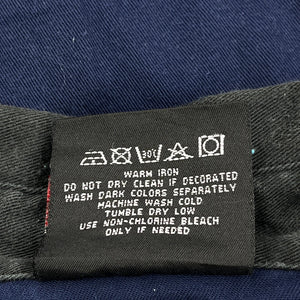 30°
WARM IRON
DO NOT DRY CLEAN IF DECORATED
WASH DARK COLORS SEPARATELY
MACHINE WASH COLD
TUMBLE DRY LOW
USE NON-CHLORINE BLEACH
ONLY IF NEEDED